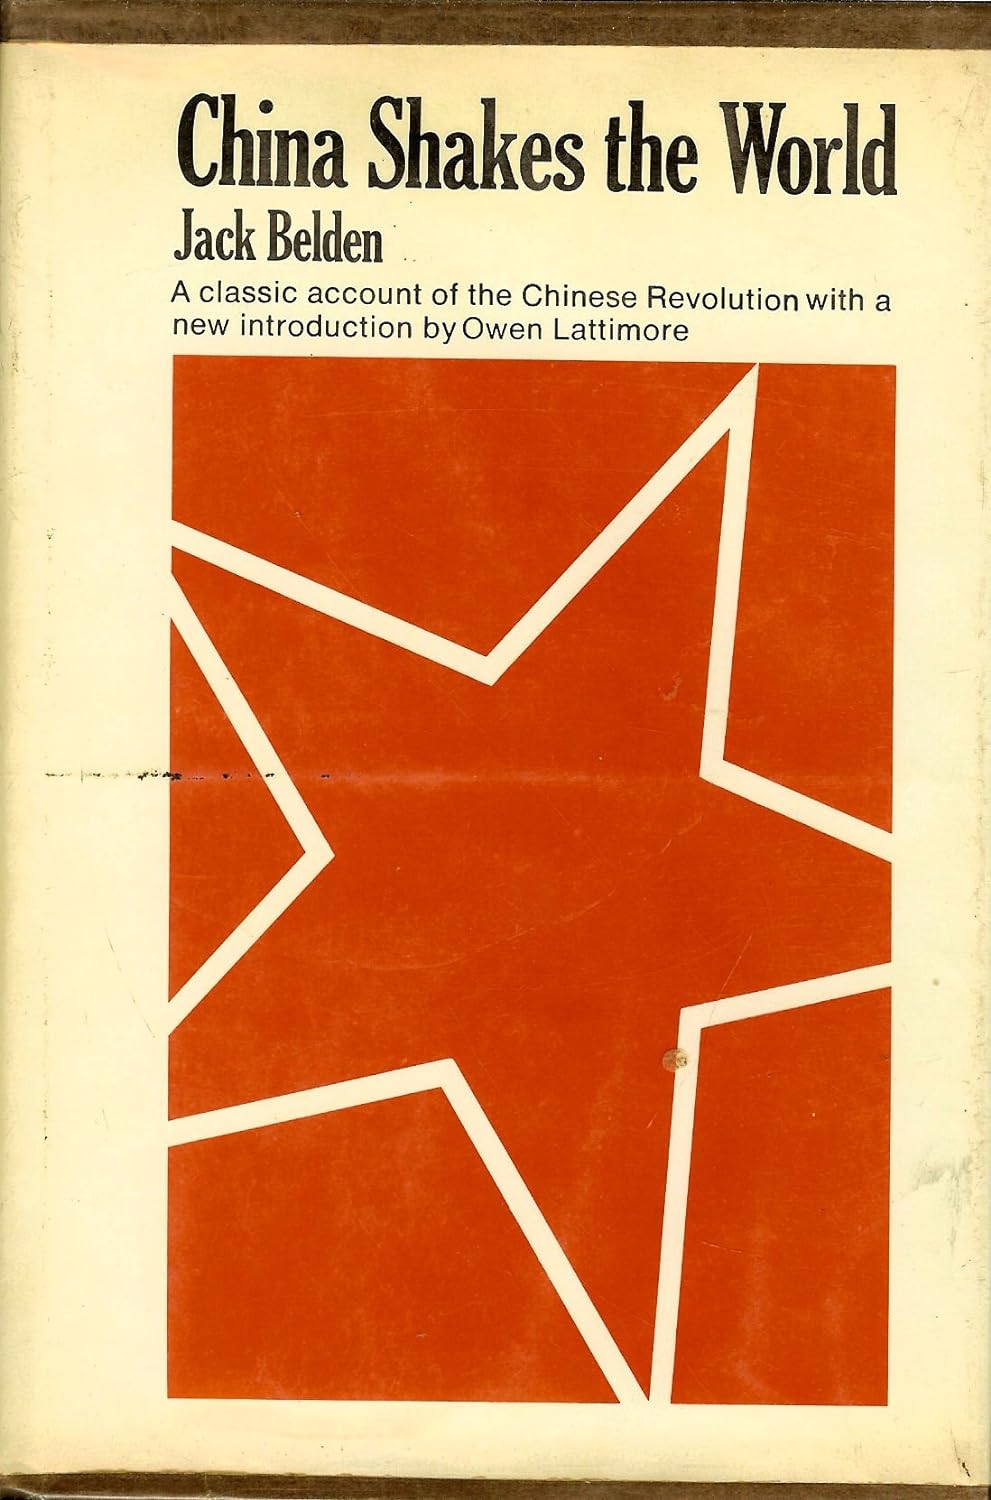 China Shakes the World
Jack Belden
A classic account of the Chinese Revolution with a
new introduction by Owen Lattimore